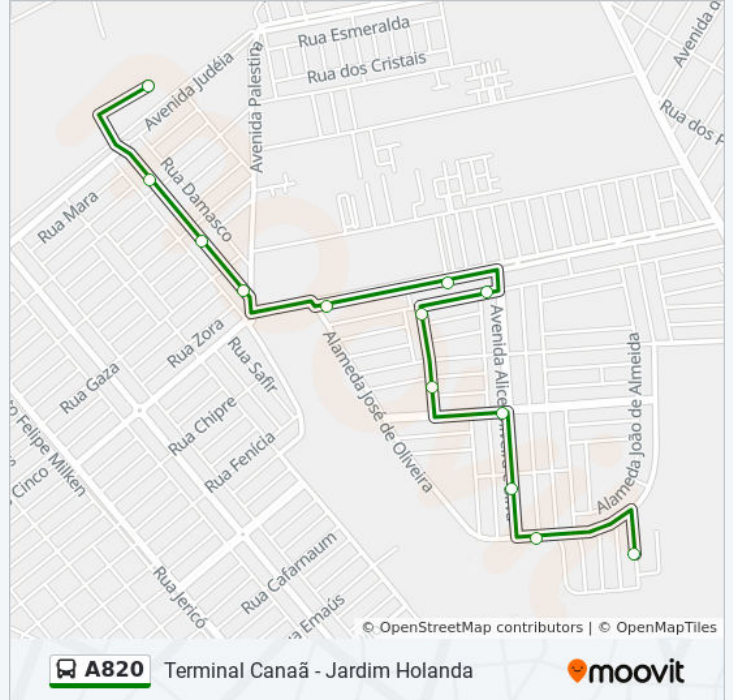 Rua Esmeralda
Avenida d
Avenida Judéia
Avenida Palestina
Rua dos Cristais
Rua dos F
Rua Damasco
Rua Mara
Rua Zora
Rua Safir
Alameda José de Oliveira
Avenida Alice
Alameda João de Almeida
Rua Gaza
Rua Chipre
o Felipe Milken
Rua Fenícia
Cinco
Rua Cafarnaum
Rua Jericó
a Emaús
© OpenStreetMap contributors | © OpenMapTiles
A820 Terminal Canaã - Jardim Holanda moovit